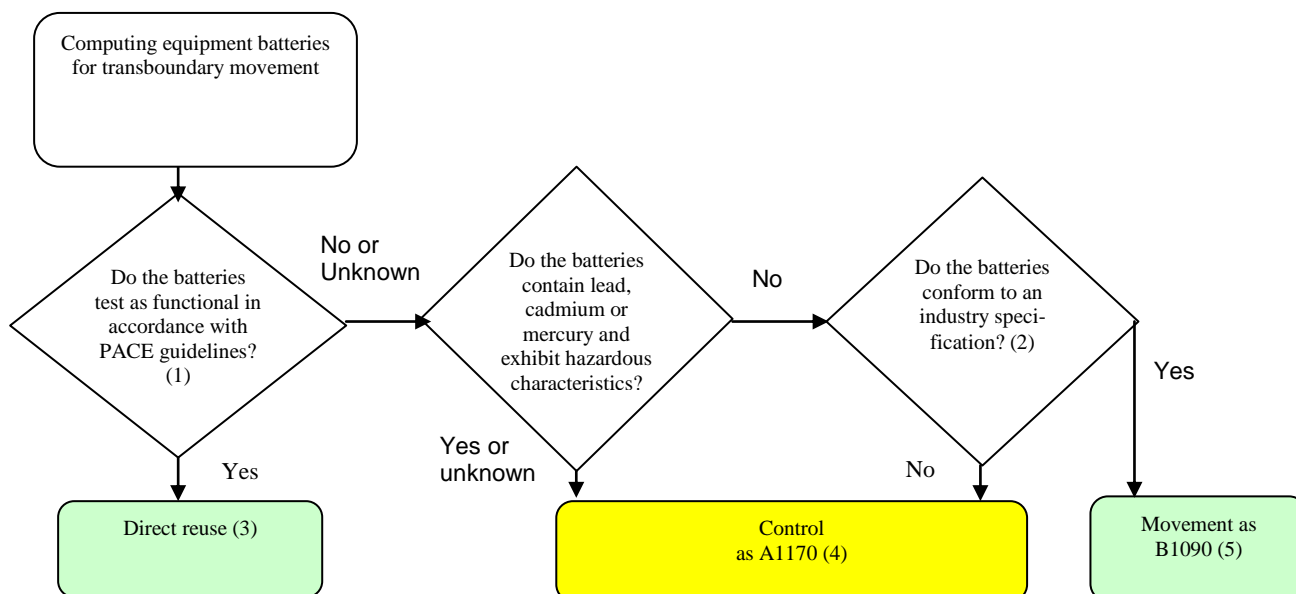 Computing equipment batteries
for transboundary movement
Do the batteries
test as functional in
accordance with
PACE guidelines?
(1)
No or
Unknown
Do the batteries
contain lead,
cadmium or
mercury and
exhibit hazardous
characteristics?
No
Do the batteries
conform to an
industry speci-
fication? (2)
Yes
Yes
Yes or
unknown
No
Direct reuse (3)
Control
as A1170 (4)
Movement as
B1090 (5)